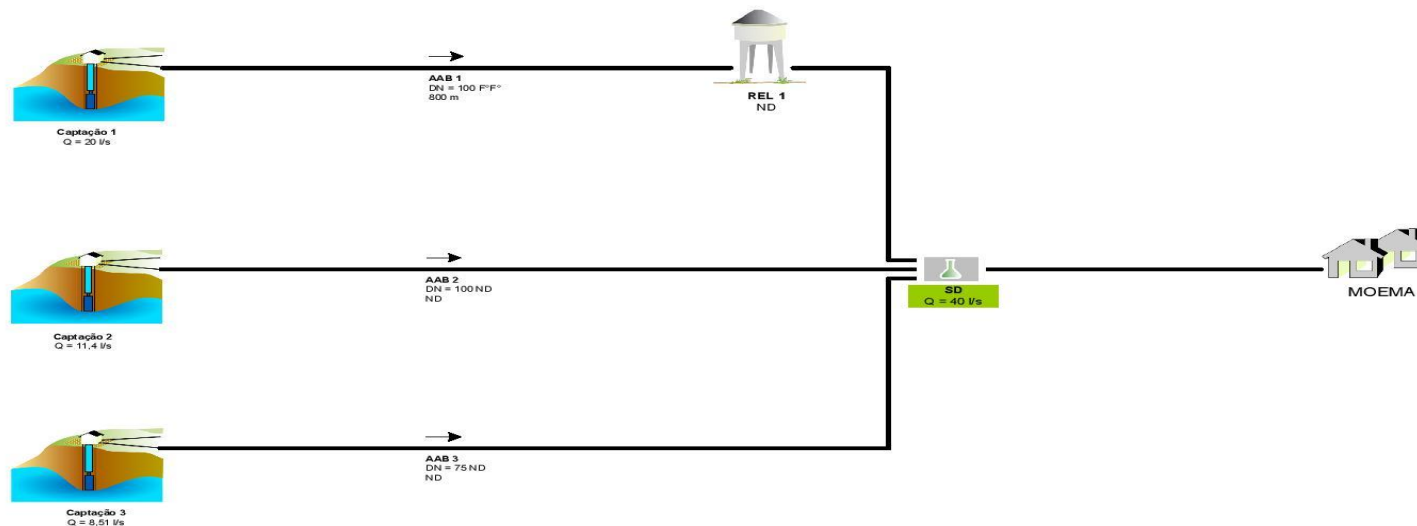 AAB 1
DN = 100 FºFº
800 m
REL 1
ND
Captação 1
Q = 20 l/s
AAB 2
DN = 100 ND
ND
SD
Q = 40 l/s
MOEMA
Captação 2
Q = 11,4 l/s
AAB 3
DN = 75 ND
ND
Captação 3
Q = 8,51 l/s